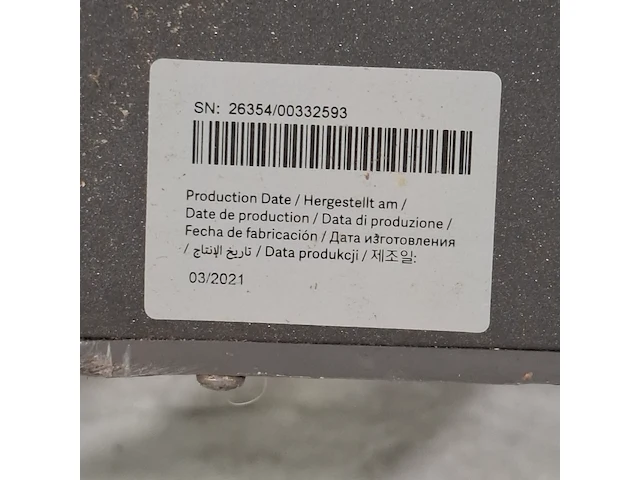 SN: 26354/00332593
Production Date / Hergestellt am /
Date de production / Data di produzione /
Fecha de fabricación / Дата изготовления
/ تاريخ الإنتاج / Data produkcji / 제조일:
03/2021